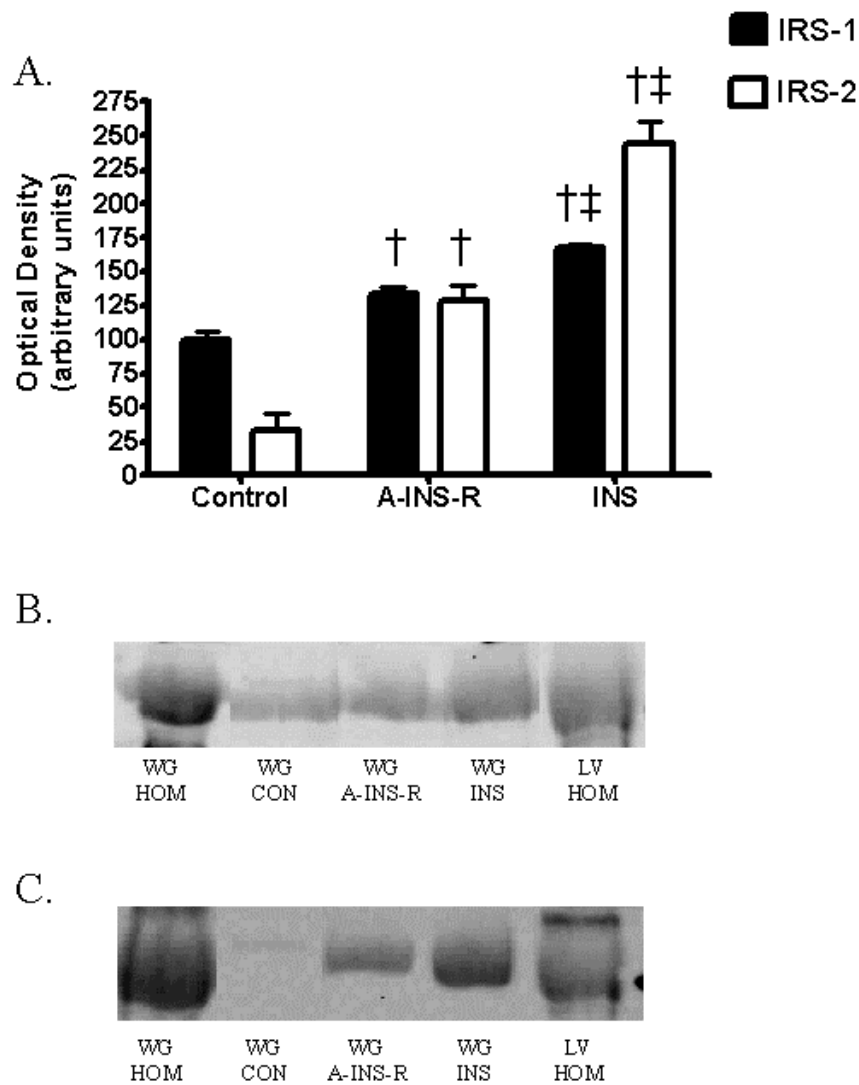 IRS-1
IRS-2
A.
Optical Density
(arbitrary units)
275
250
225
200
175
150
125
100
75
50
25
0
†
†
†‡
†‡
Control A-INS-R INS
B.
WG WG WG WG LV
HOM CON A-INS-R INS HOM
C.
WG WG WG WG LV
HOM CON A-INS-R INS HOM